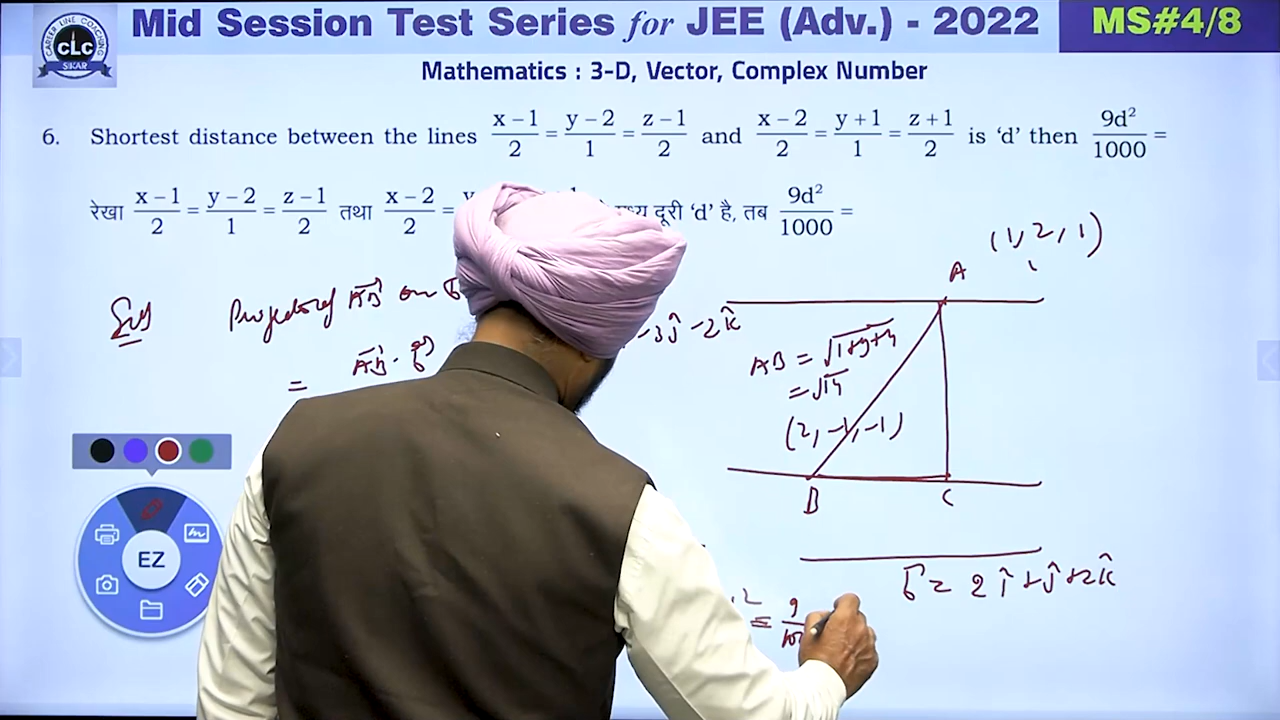 CAREER LINE COACHING
CLC
SIKAR
Mid Session Test Series for JEE (Adv.) - 2022
MS#4/8
Mathematics : 3-D, Vector, Complex Number
6. Shortest distance between the lines (x – 1)/2 = (y – 2)/1 = (z – 1)/2 and (x – 2)/2 = (y + 1)/1 = (z + 1)/2 is ‘d’ then 9d²/1000 =
रेखा (x – 1)/2 = (y – 2)/1 = (z – 1)/2 तथा (x – 2)/2 = दूरी ‘d’ है, तब 9d²/1000 =
(1, 2, 1)
A
AB on
- 3ĵ - 2k̂
AB = √1+9+4
= √14
= AB .
(2, -1, -1)
B C
EZ
= 2î + ĵ + 2k̂
= 9